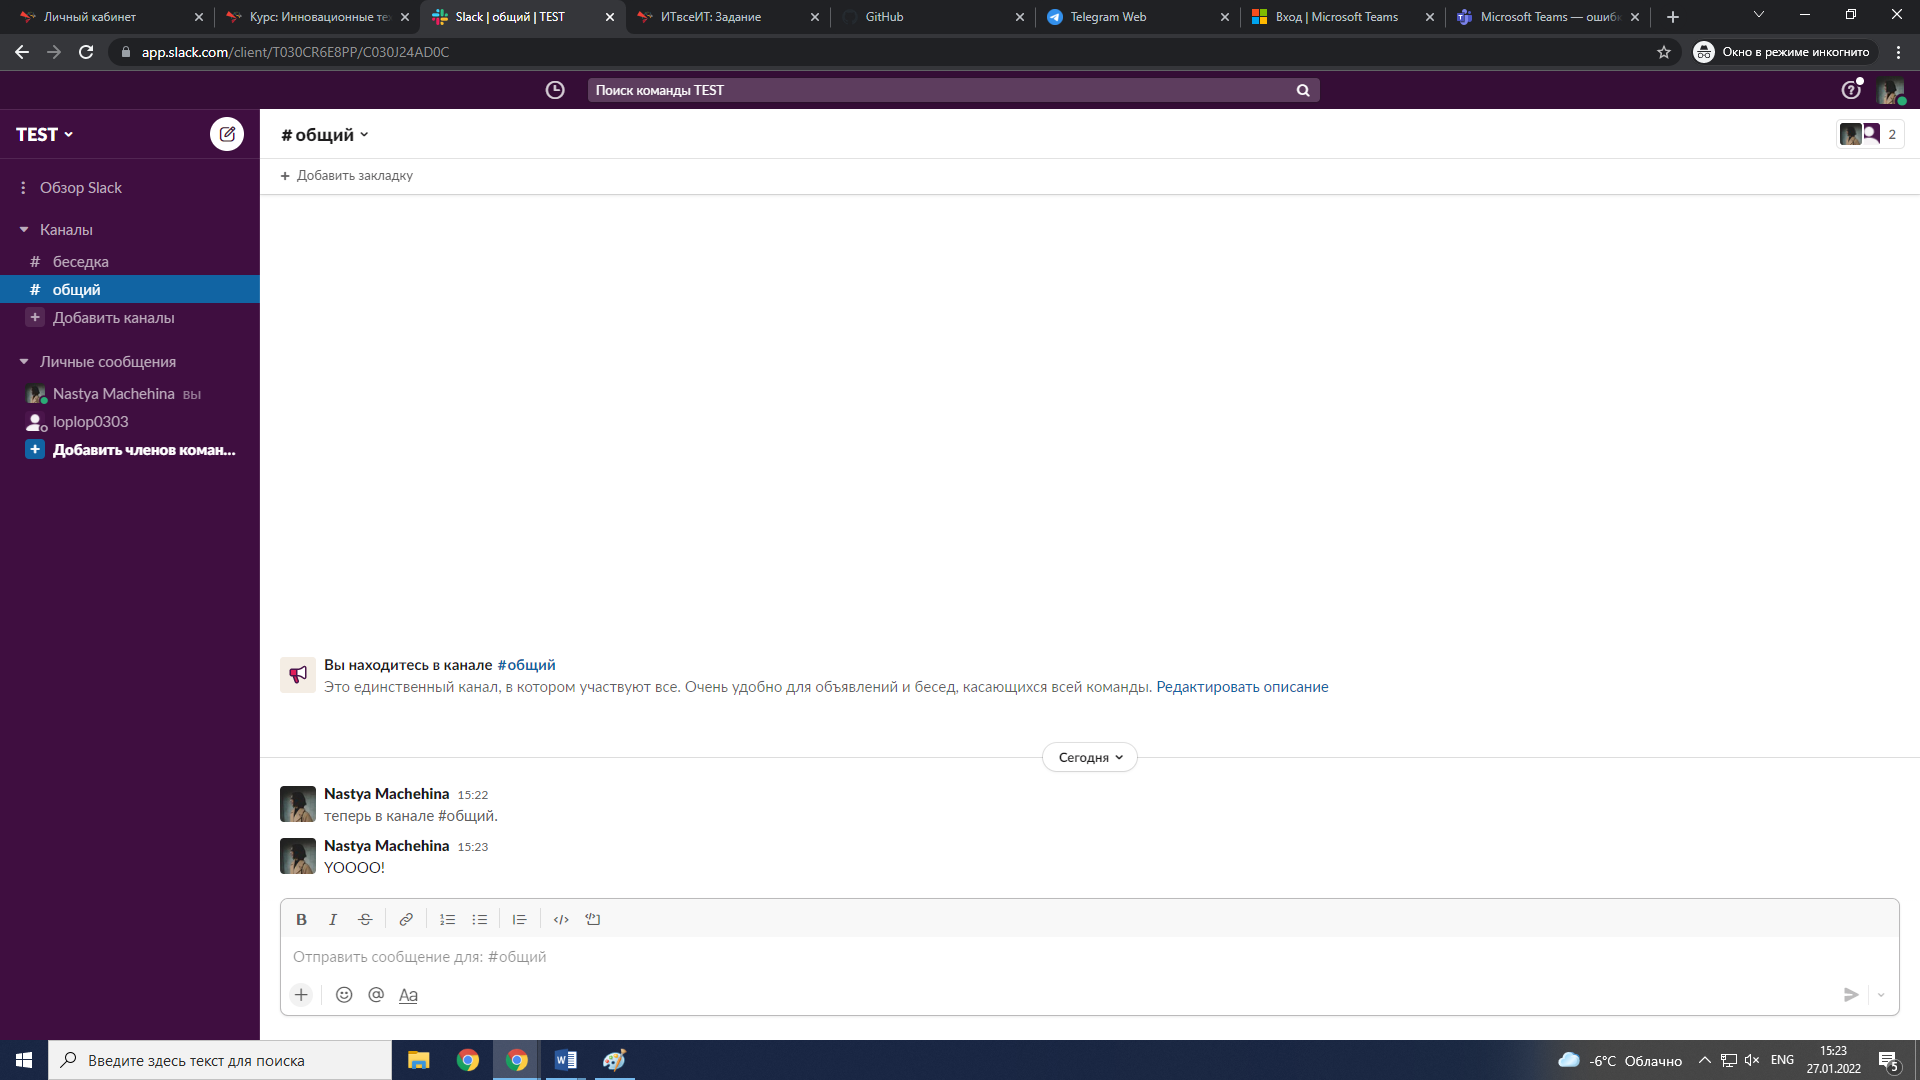 Личный кабинет
Курс: Инновационные те
Slack | общий | TEST
ИТвсеИТ: Задание
GitHub
Telegram Web
Вход | Microsoft Teams
Microsoft Teams — ошибк
app.slack.com/client/T030CR6E8PP/C030J24AD0C
Окно в режиме инкогнито
Поиск команды TEST
TEST
# общий
2
+ Добавить закладку
Обзор Slack
Каналы
# беседка
# общий
+ Добавить каналы
Личные сообщения
Nastya Machehina вы
loplop0303
+ Добавить членов коман...
Вы находитесь в канале #общий
Это единственный канал, в котором участвуют все. Очень удобно для объявлений и бесед, касающихся всей команды. Редактировать описание
Сегодня
Nastya Machehina 15:22
теперь в канале #общий.
Nastya Machehina 15:23
YOOOO!
B I S
Отправить сообщение для: #общий
+ @ Aa
Введите здесь текст для поиска
-6°C Облачно
ENG
15:23
27.01.2022
5